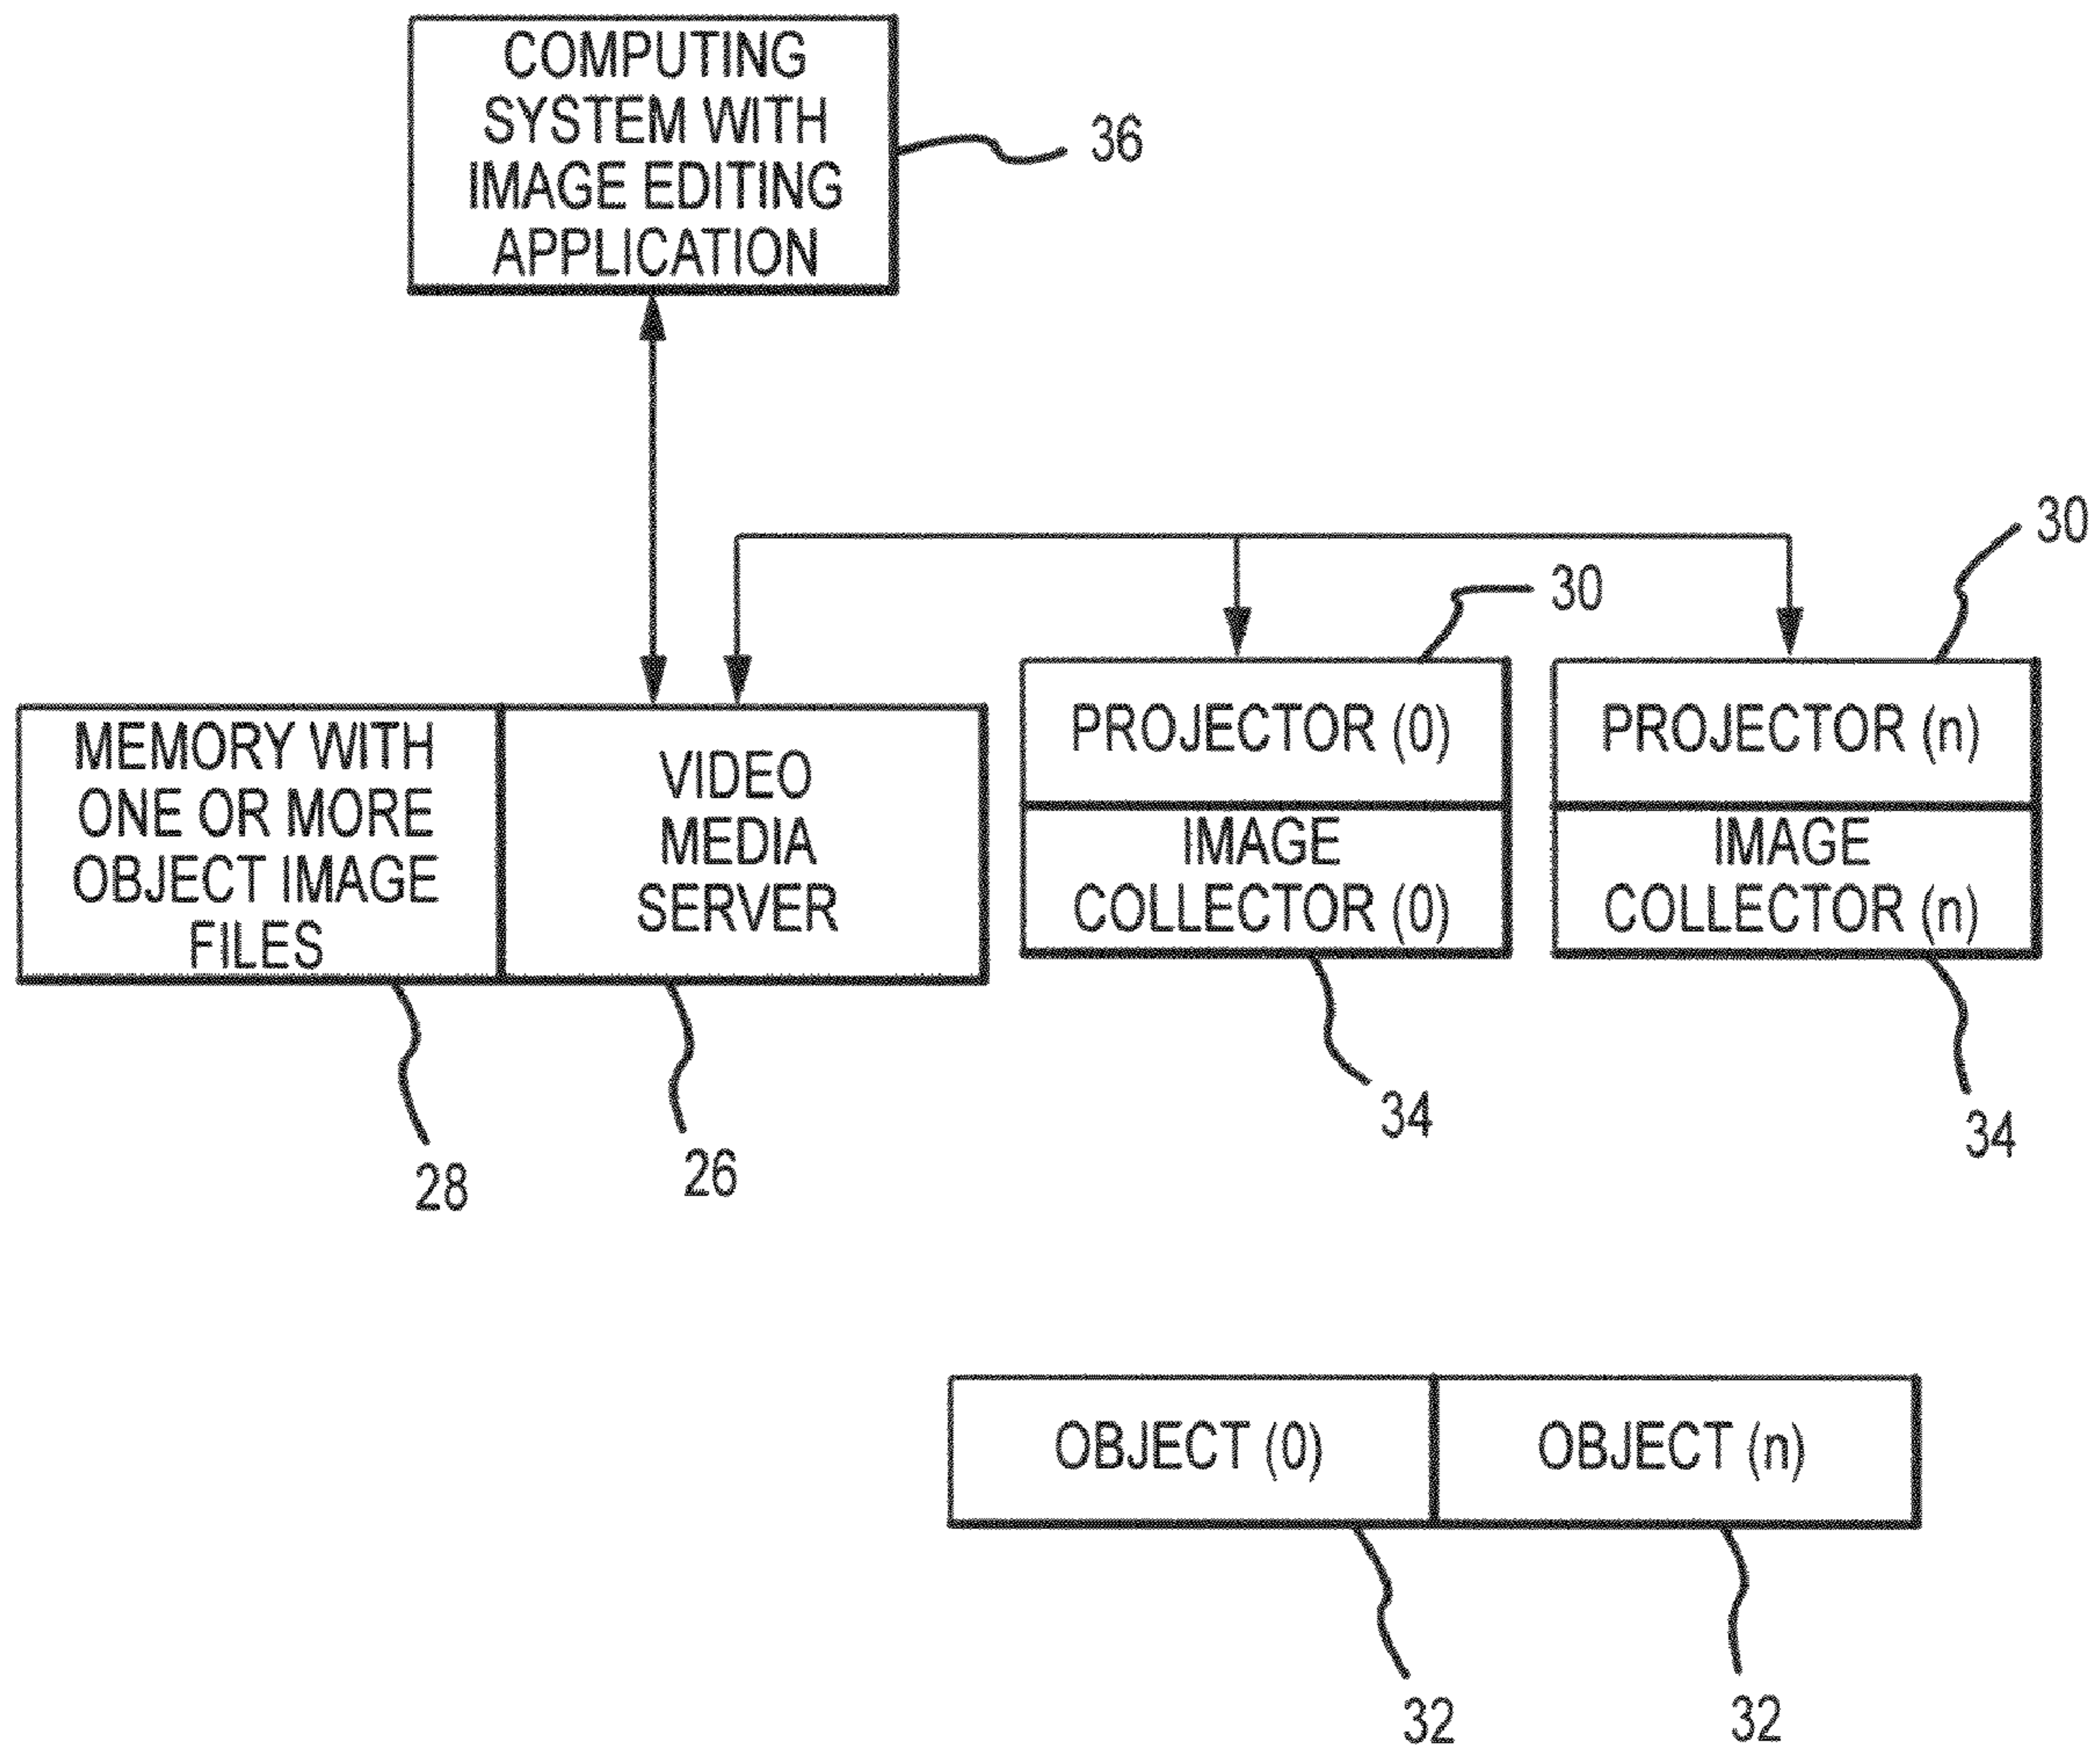 COMPUTING
SYSTEM WITH
IMAGE EDITING
APPLICATION
36
30
30
MEMORY WITH
ONE OR MORE
OBJECT IMAGE
FILES
VIDEO
MEDIA
SERVER
PROJECTOR (0)
IMAGE
COLLECTOR (0)
PROJECTOR (n)
IMAGE
COLLECTOR (n)
28
26
34
34
OBJECT (0)
OBJECT (n)
32
32